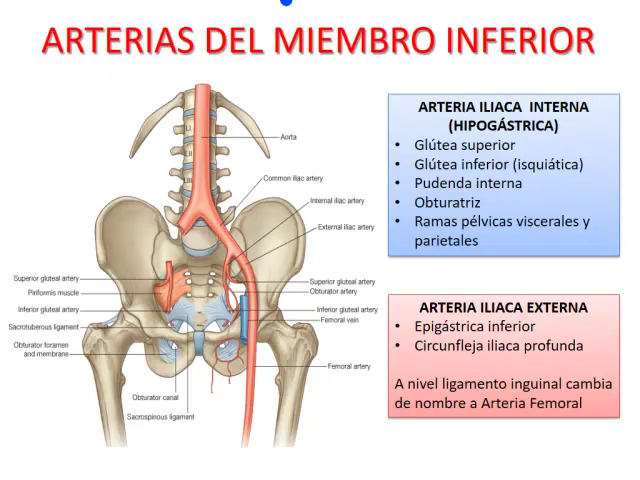 ARTERIAS DEL MIEMBRO INFERIOR
LI
LII
LIII
Aorta
Common iliac artery
Internal iliac artery
External iliac artery
Superior gluteal artery
Piriformis muscle
Inferior gluteal artery
Sacrotuberous ligament
Obturator foramen
and membrane
Superior gluteal artery
Obturator artery
Inferior gluteal artery
Femoral vein
Femoral artery
Obturator canal
Sacrospinous ligament
ARTERIA ILIACA INTERNA
(HIPOGÁSTRICA)
• Glútea superior
• Glútea inferior (isquiática)
• Pudenda interna
• Obturatriz
• Ramas pélvicas viscerales y
parietales
ARTERIA ILIACA EXTERNA
• Epigástrica inferior
• Circunfleja iliaca profunda
A nivel ligamento inguinal cambia
de nombre a Arteria Femoral